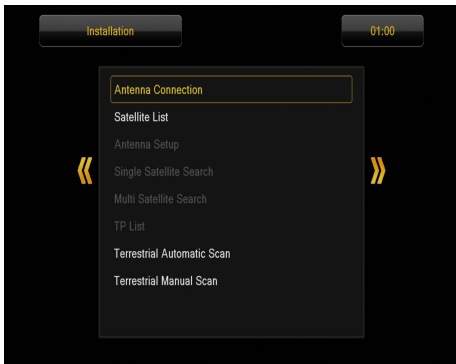 Installation
01:00
Antenna Connection
Satellite List
Antenna Setup
Single Satellite Search
Multi Satellite Search
TP List
Terrestrial Automatic Scan
Terrestrial Manual Scan